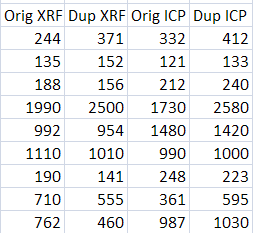 Orig XRF Dup XRF Orig ICP Dup ICP
244 371 332 412
135 152 121 133
188 156 212 240
1990 2500 1730 2580
992 954 1480 1420
1110 1010 990 1000
190 141 248 223
710 555 361 595
762 460 987 1030